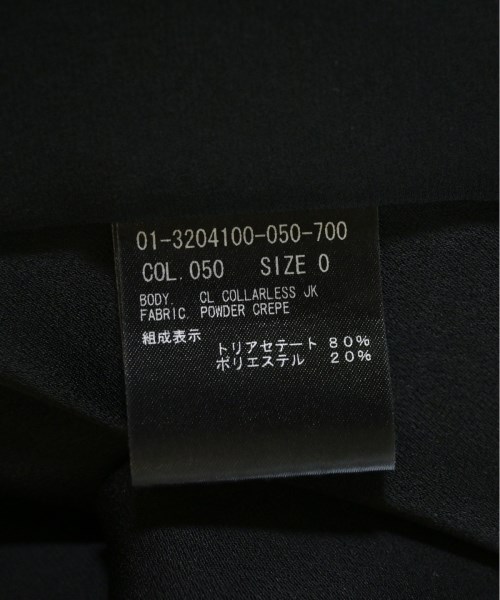 01-3204100-050-700
COL.050 SIZE 0
BODY. CL COLLARLESS JK
FABRIC. POWDER CREPE
組成表示
トリアセテート 80%
ポリエステル 20%